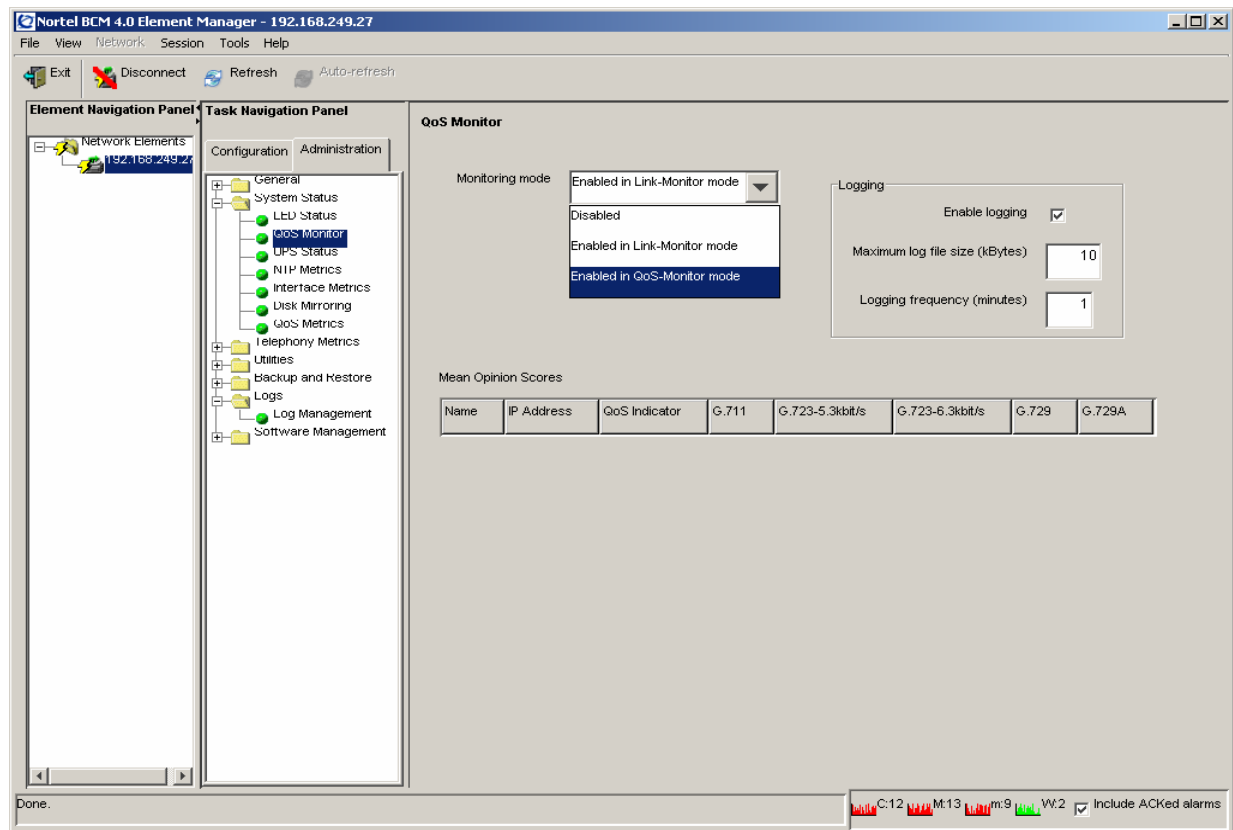 Nortel BCM 4.0 Element Manager - 192.168.249.27
File View Network Session Tools Help
Exit Disconnect Refresh Auto-refresh
Element Navigation Panel
Network Elements
192.168.249.27
Task Navigation Panel
Configuration Administration
General
System Status
LED Status
QoS Monitor
UPS Status
NTP Metrics
Interface Metrics
Disk Mirroring
QoS Metrics
Telephony Metrics
Utilities
Backup and Restore
Logs
Log Management
Software Management
QoS Monitor
Monitoring mode Enabled in Link-Monitor mode
Disabled
Enabled in Link-Monitor mode
Enabled in QoS-Monitor mode
Logging
Enable logging
Maximum log file size (kBytes) 10
Logging frequency (minutes) 1
Mean Opinion Scores
Name IP Address QoS Indicator G.711 G.723-5.3kbit/s G.723-6.3kbit/s G.729 G.729A
Done.
C:12 M:13 m:9 W:2 Include ACKed alarms